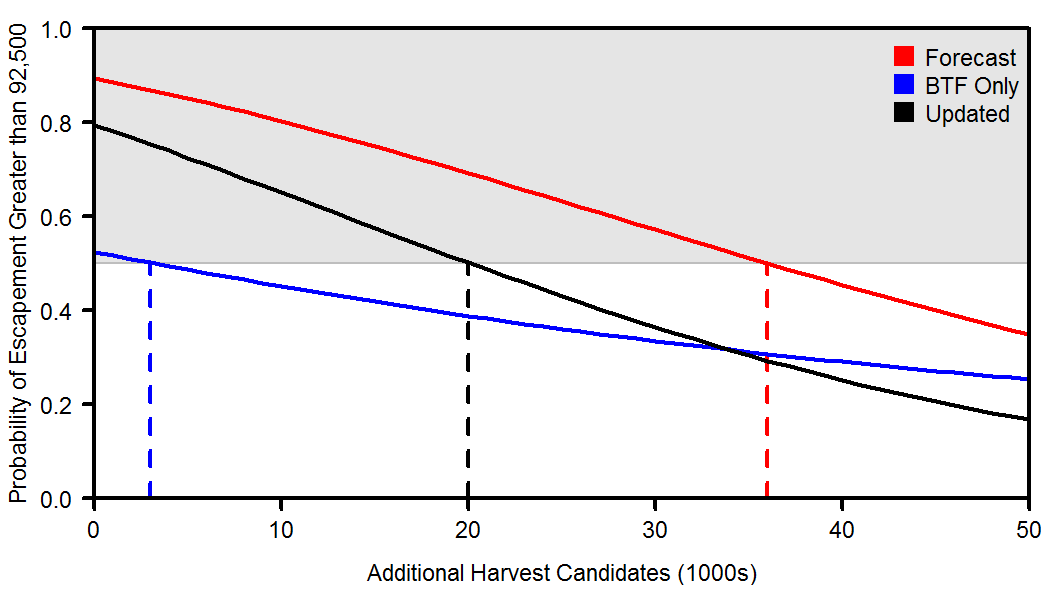 Probability of Escapement Greater than 92,500
1.0
0.8
0.6
0.4
0.2
0.0
Forecast
BTF Only
Updated
0 10 20 30 40 50
Additional Harvest Candidates (1000s)